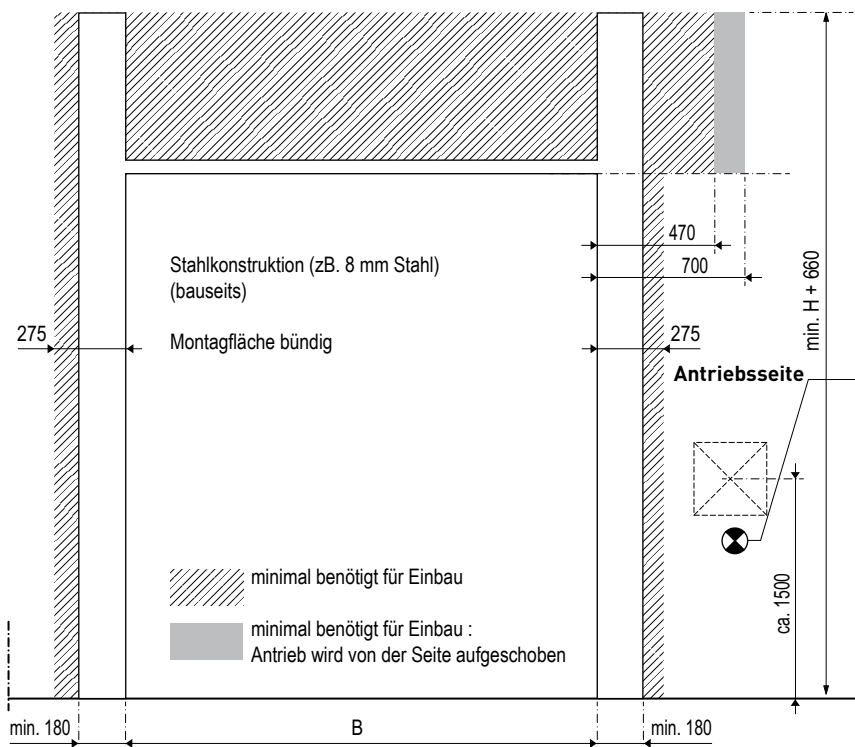 470
700
min. H + 660
Stahlkonstruktion (zB. 8 mm Stahl)
(bauseits)
275
Montagfläche bündig
275
Antriebsseite
ca. 1500
minimal benötigt für Einbau
minimal benötigt für Einbau :
Antrieb wird von der Seite aufgeschoben
min. 180
B
min. 180